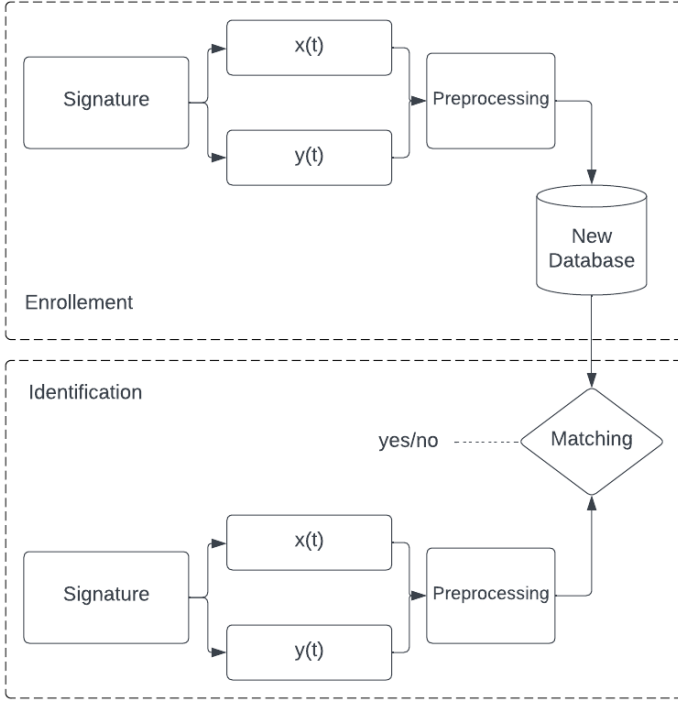 x(t)
Signature
Preprocessing
y(t)
New
Database
Enrollement
Identification
yes/no
Matching
x(t)
Signature
Preprocessing
y(t)